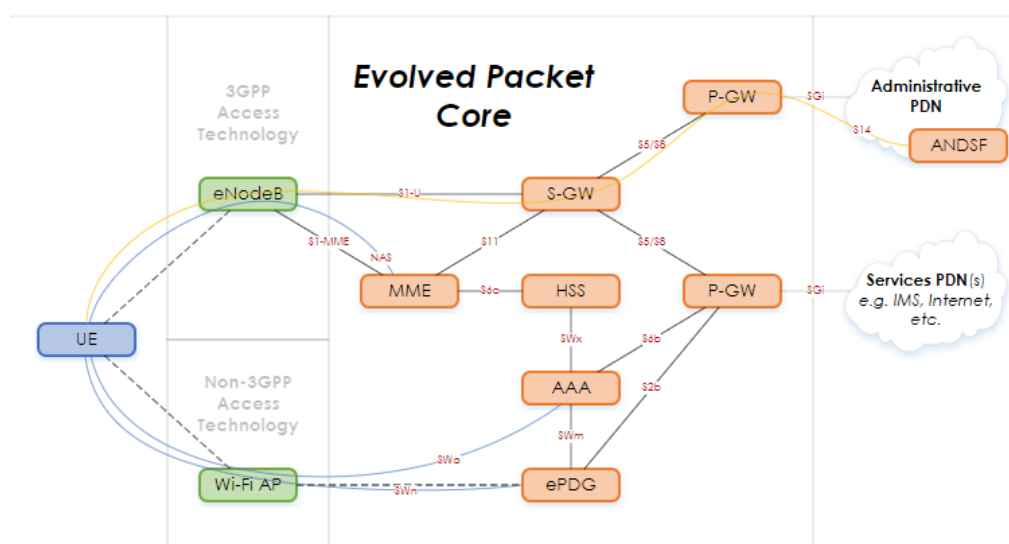 Evolved Packet
Core
3GPP
Access
Technology
P-GW
SGi
Administrative
PDN
S14
ANDSF
S5/S8
eNodeB
S1-U
S-GW
S1-MME
NAS
S11
S5/S8
MME
S6a
HSS
P-GW
SGi
Services PDN(s)
e.g. IMS, Internet,
etc.
UE
SWx
S6b
Non-3GPP
Access
Technology
AAA
S2b
SWm
SWa
Wi-Fi AP
SWn
ePDG